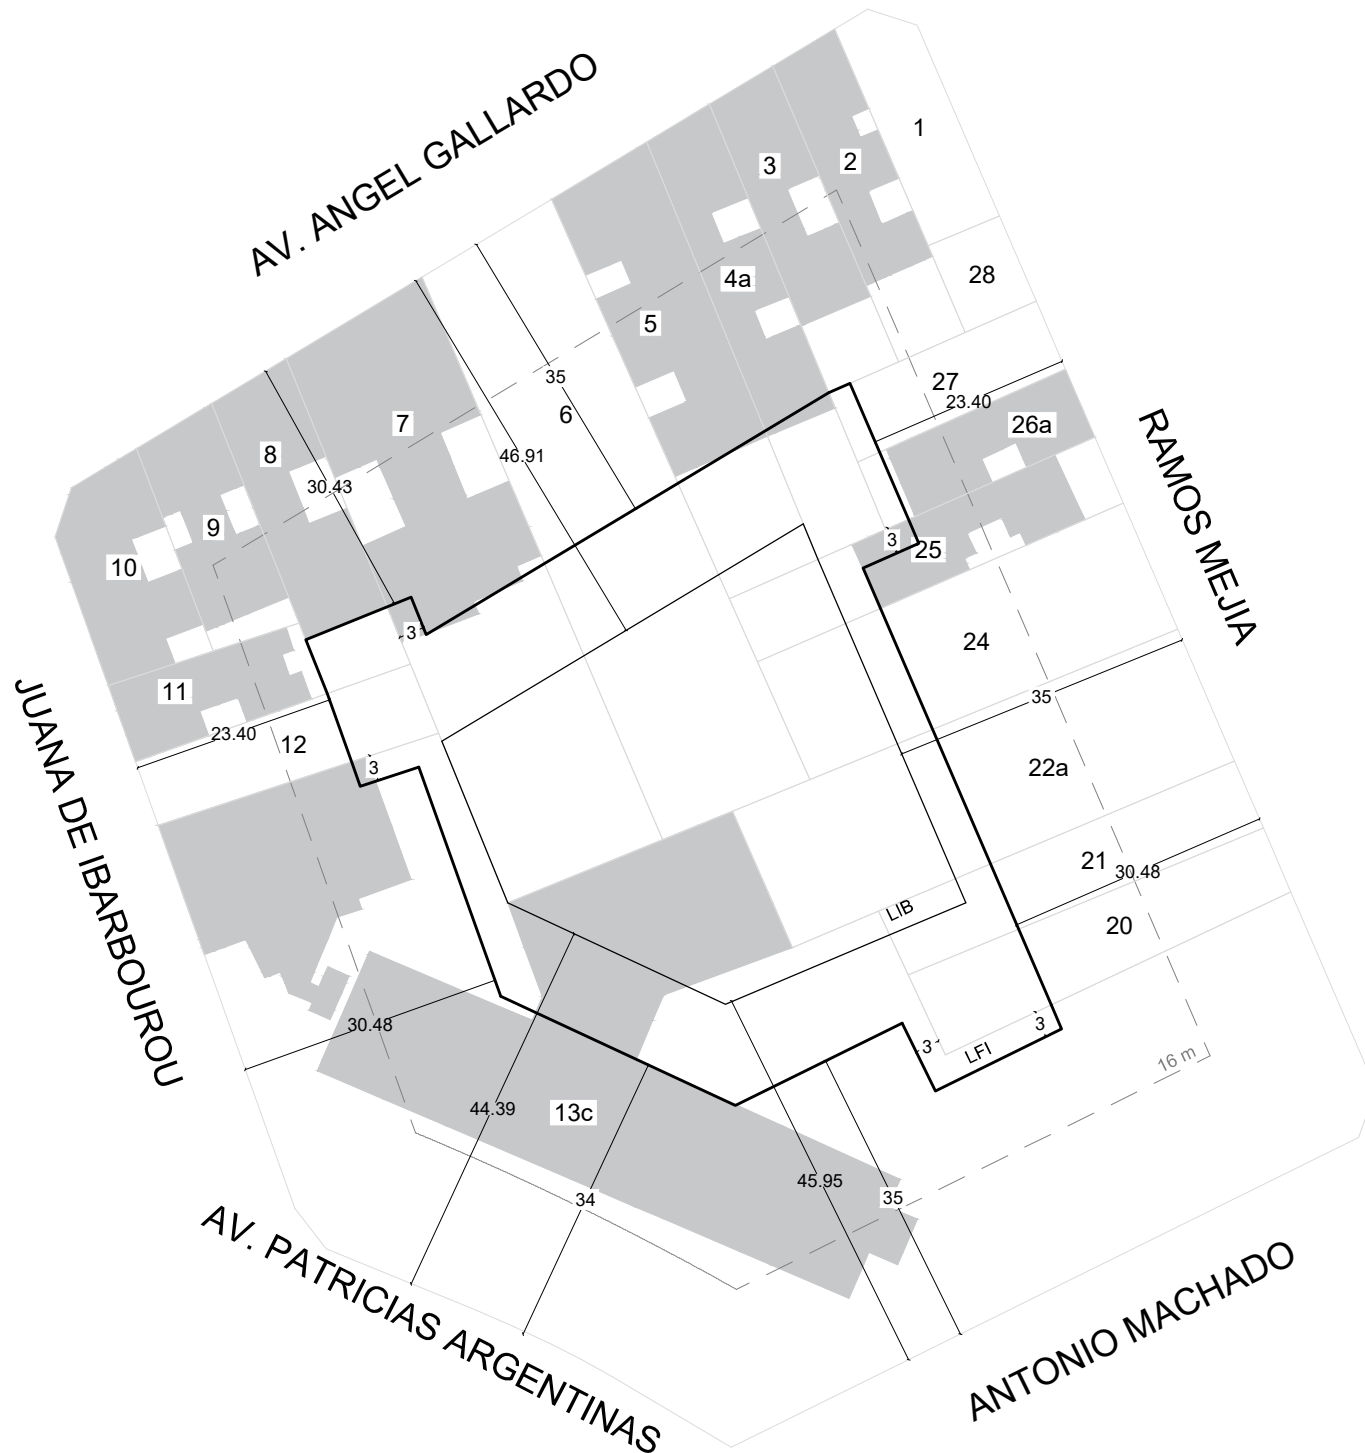 AV. ANGEL GALLARDO
1
2
3
28
4a
5
35
27
6
23.40
7
26a
8
46.91
30.43
RAMOS MEJIA
9
3
25
10
3
24
11
35
23.40
12
3
22a
JUANA DE IBARBOUROU
21
30.48
LIB
20
30.48
3
3
LFI
16 m
44.39
13c
45.95
34
35
AV. PATRICIAS ARGENTINAS
ANTONIO MACHADO